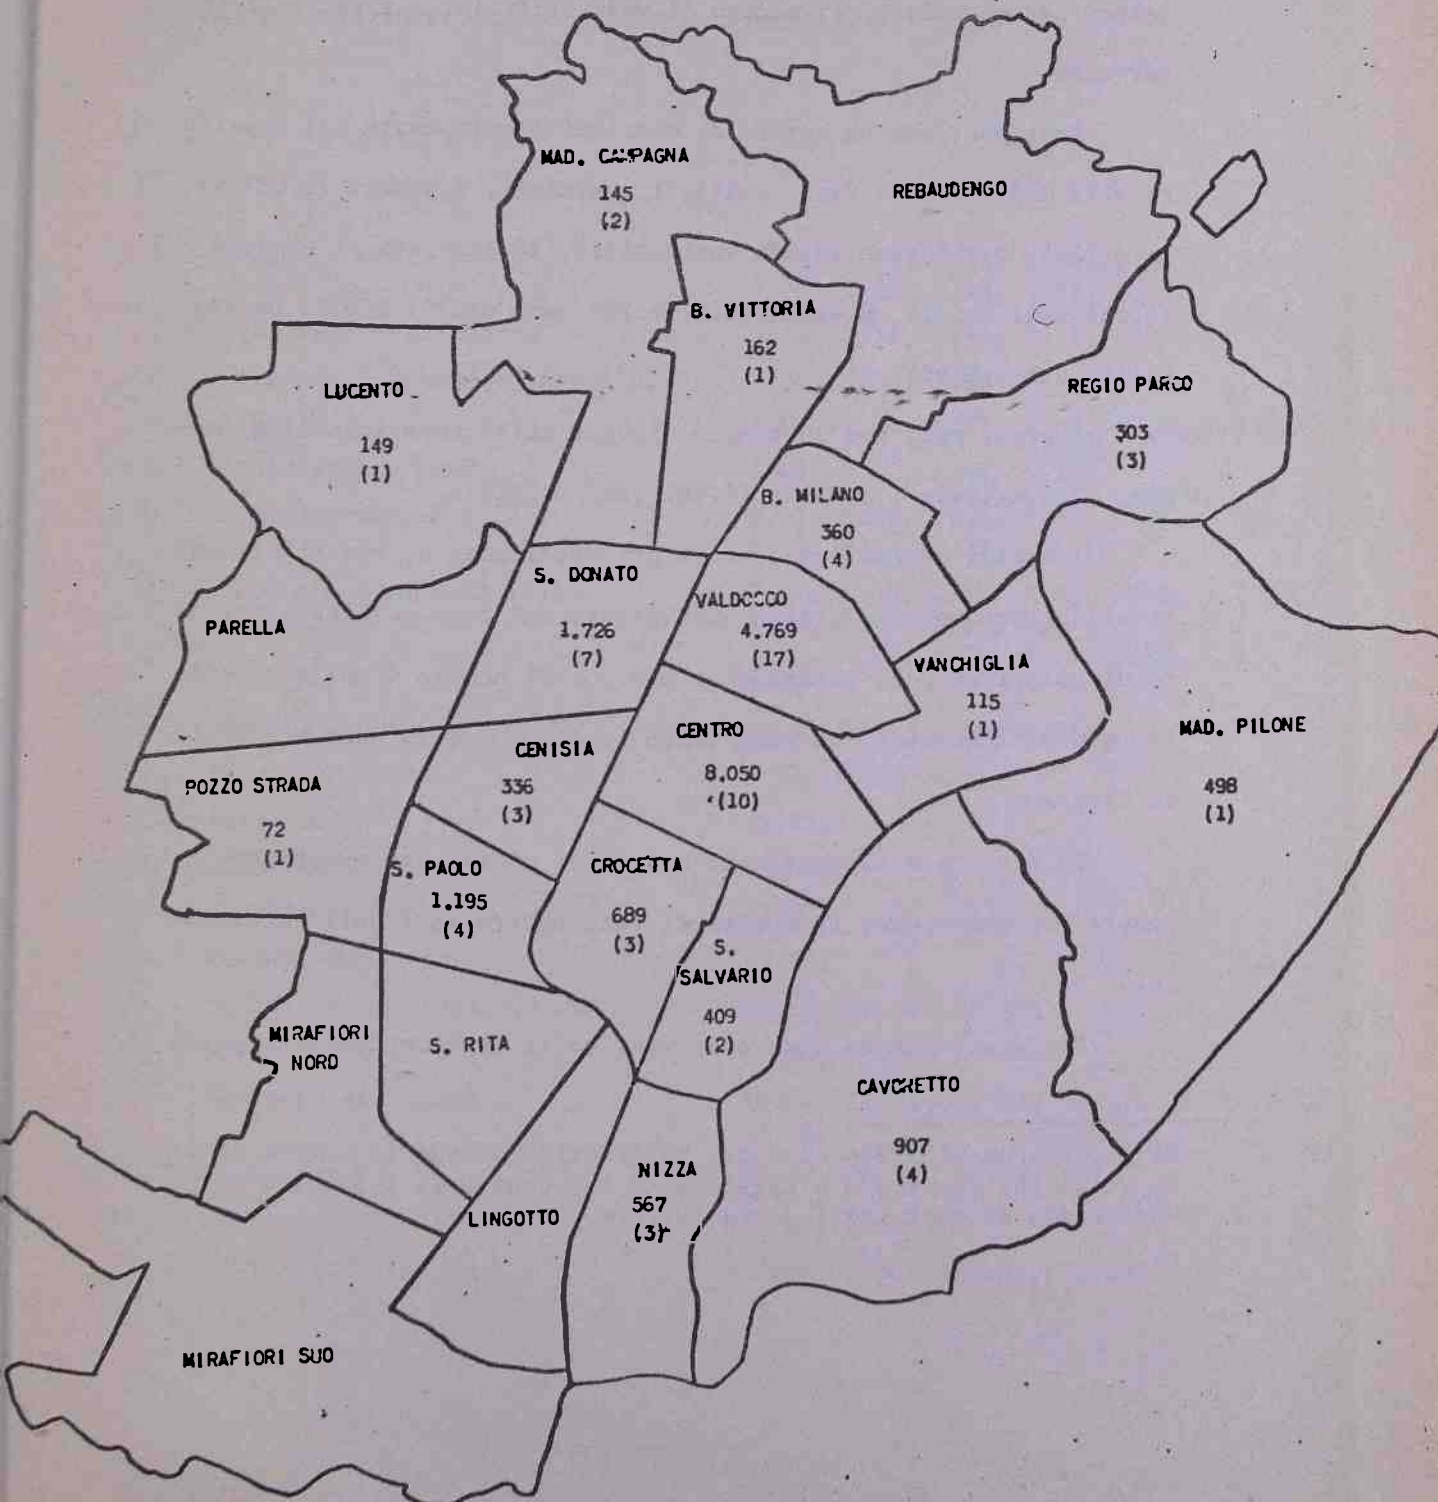 MAD. CAMPAGNA
145
(2)
REBAUDENGO
B. VITTORIA
162
(1)
LUCENTO
149
(1)
REGIO PARCO
303
(3)
B. MILANO
360
(4)
S. DONATO
1.726
(7)
VALDOCCO
4.769
(17)
PARELLA
VANCHIGLIA
115
(1)
MAD. PILONE
498
(1)
CENTRO
8.050
(10)
CENISIA
336
(3)
POZZO STRADA
72
(1)
S. PAOLO
1.195
(4)
CROCETTA
689
(3)
S.
SALVARIO
409
(2)
MIRAFIORI
NORD
S. RITA
CAVORETTO
907
(4)
NIZZA
567
(3)
LINGOTTO
MIRAFIORI SUD